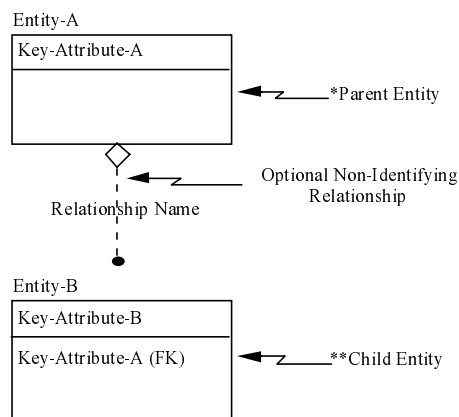 Entity-A
Key-Attribute-A
*Parent Entity
Optional Non-Identifying
Relationship
Relationship Name
Entity-B
Key-Attribute-B
Key-Attribute-A (FK)
**Child Entity